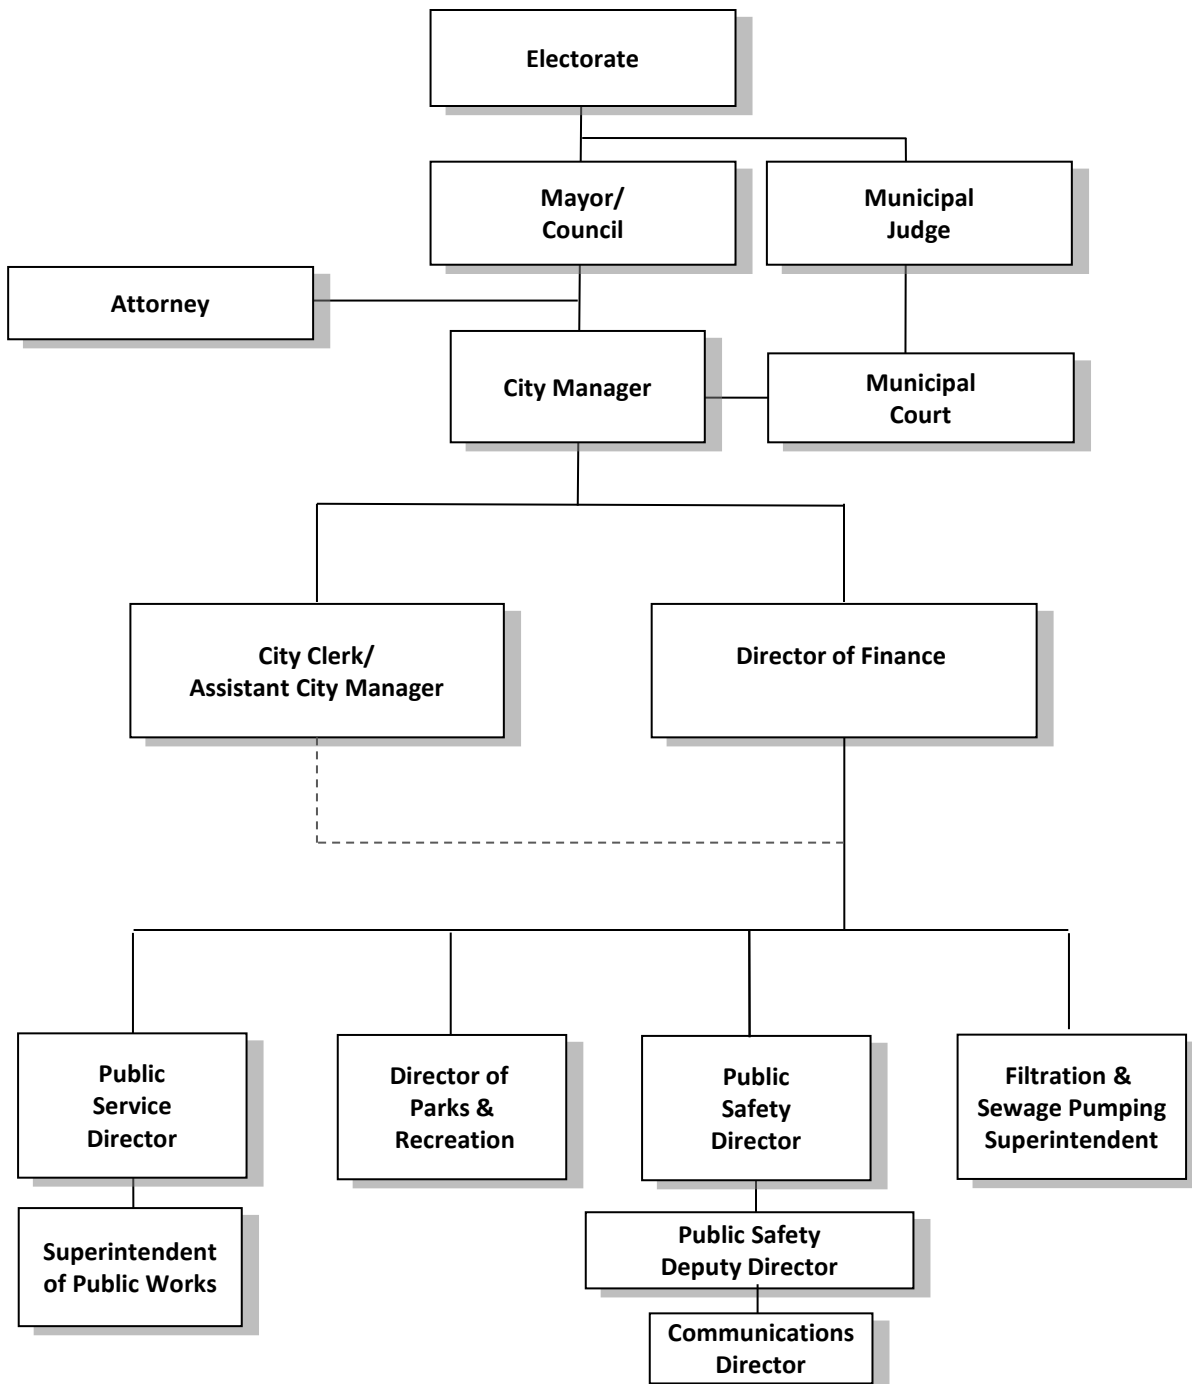 Electorate
Mayor/
Council
Municipal
Judge
Attorney
City Manager
Municipal
Court
City Clerk/
Assistant City Manager
Director of Finance
Public
Service
Director
Director of
Parks &
Recreation
Public
Safety
Director
Filtration &
Sewage Pumping
Superintendent
Superintendent
of Public Works
Public Safety
Deputy Director
Communications
Director